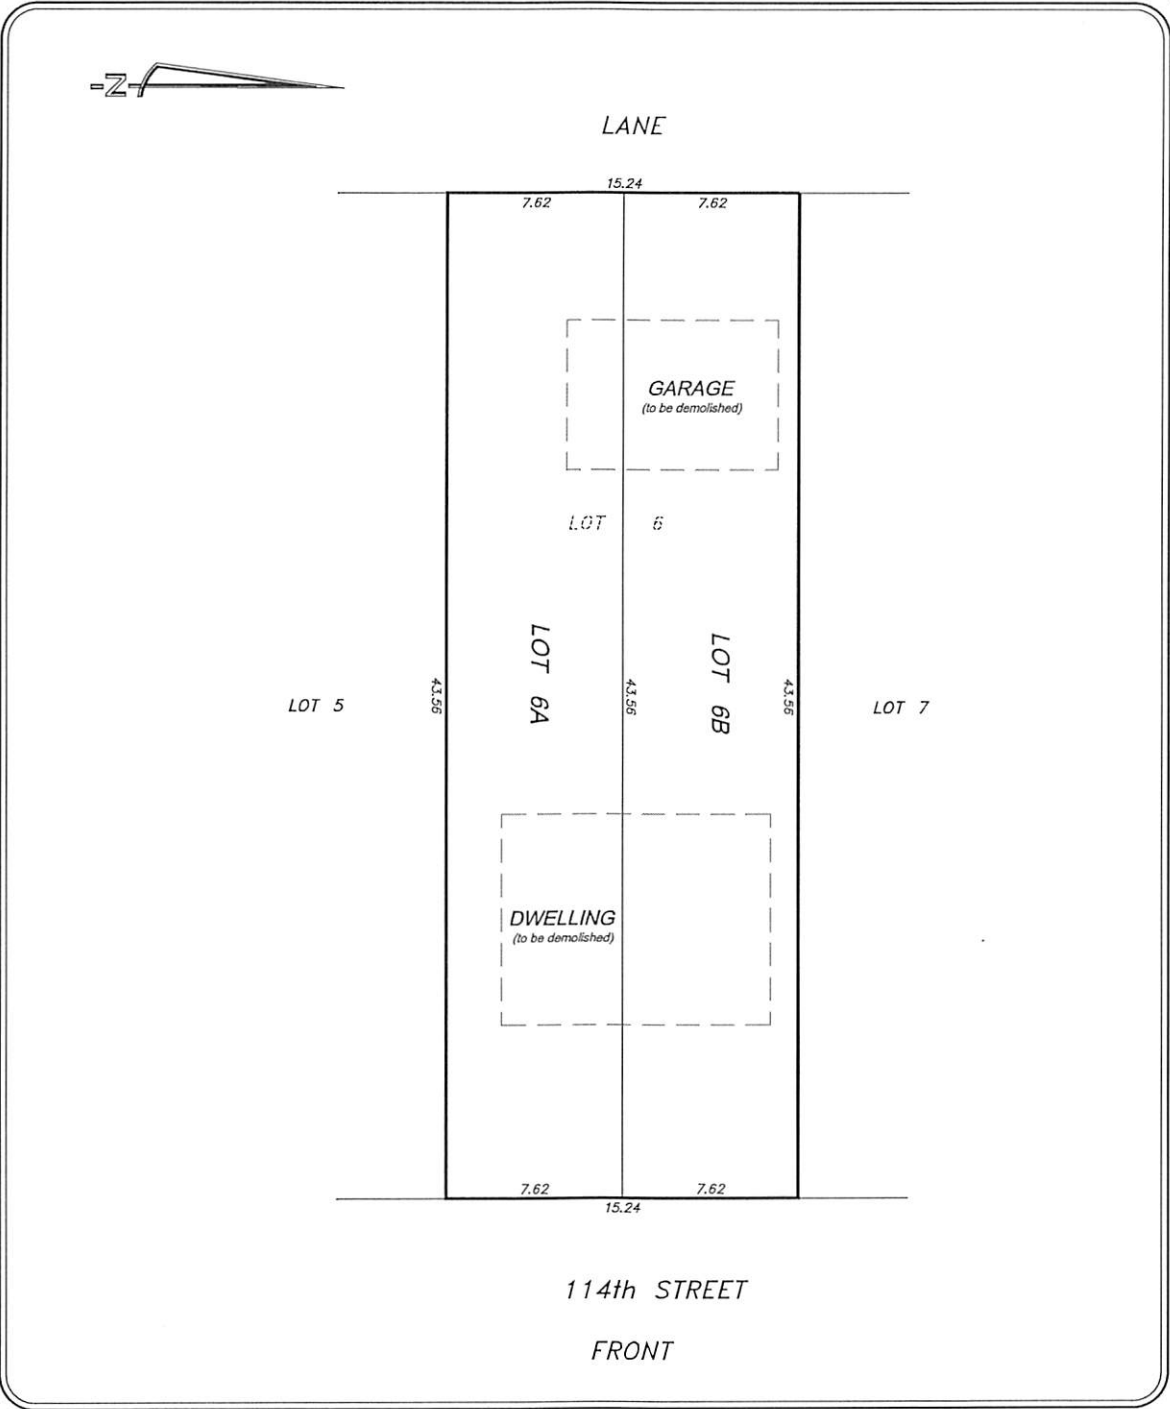 -N-
LANE
15.24
7.62 7.62
GARAGE
(to be demolished)
LOT 6
LOT 6A
LOT 6B
43.56
43.56
43.56
LOT 5
LOT 7
DWELLING
(to be demolished)
7.62 7.62
15.24
114th STREET
FRONT